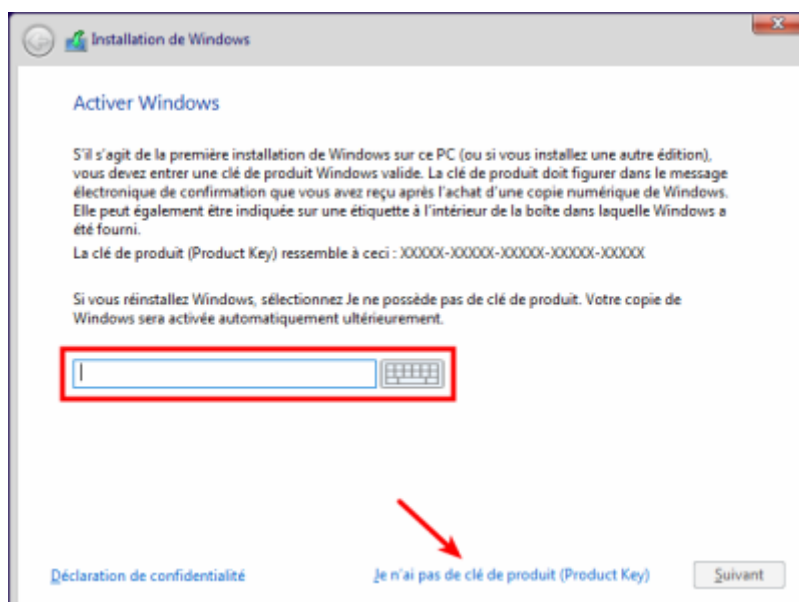 Installation de Windows
Activer Windows
S'il s'agit de la première installation de Windows sur ce PC (ou si vous installez une autre édition),
vous devez entrer une clé de produit Windows valide. La clé de produit doit figurer dans le message
électronique de confirmation que vous avez reçu après l'achat d'une copie numérique de Windows.
Elle peut également être indiquée sur une étiquette à l'intérieur de la boîte dans laquelle Windows a
été fourni.
La clé de produit (Product Key) ressemble à ceci : XXXXX-XXXXX-XXXXX-XXXXX-XXXXX
Si vous réinstallez Windows, sélectionnez Je ne possède pas de clé de produit. Votre copie de
Windows sera activée automatiquement ultérieurement.
Déclaration de confidentialité
Je n'ai pas de clé de produit (Product Key)
Suivant